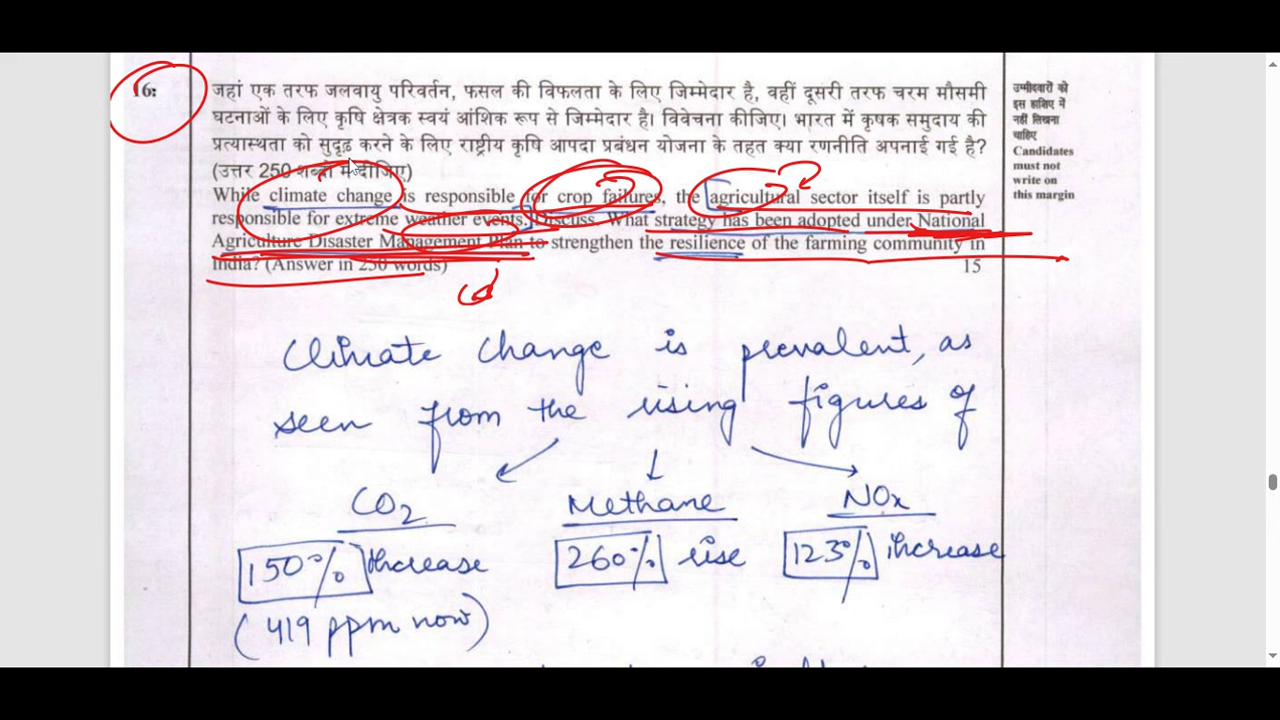 16:
जहां एक तरफ जलवायु परिवर्तन, फसल की विफलता के लिए जिम्मेदार है, वहीं दूसरी तरफ चरम मौसमी
घटनाओं के लिए कृषि क्षेत्रक स्वयं आंशिक रूप से जिम्मेदार है। विवेचना कीजिए। भारत में कृषक समुदाय की
प्रत्यास्थता को सुदृढ़ करने के लिए राष्ट्रीय कृषि आपदा प्रबंधन योजना के तहत क्या रणनीति अपनाई गई है?
(उत्तर 250 शब्दों में दीजिए)
While climate change is responsible for crop failures, the agricultural sector itself is partly
responsible for extreme weather events. Discuss. What strategy has been adopted under National
Agriculture Disaster Management Plan to strengthen the resilience of the farming community in
India? (Answer in 250 words)
15
उम्मीदवारों को
इस हाशिए में
नहीं लिखना
चाहिए
Candidates
must not
write on
this margin
Climate change is prevalent, as
seen from the rising figures of
CO2 Methane NOx
150% increase 260% rise 123% increase
(419 ppm now)